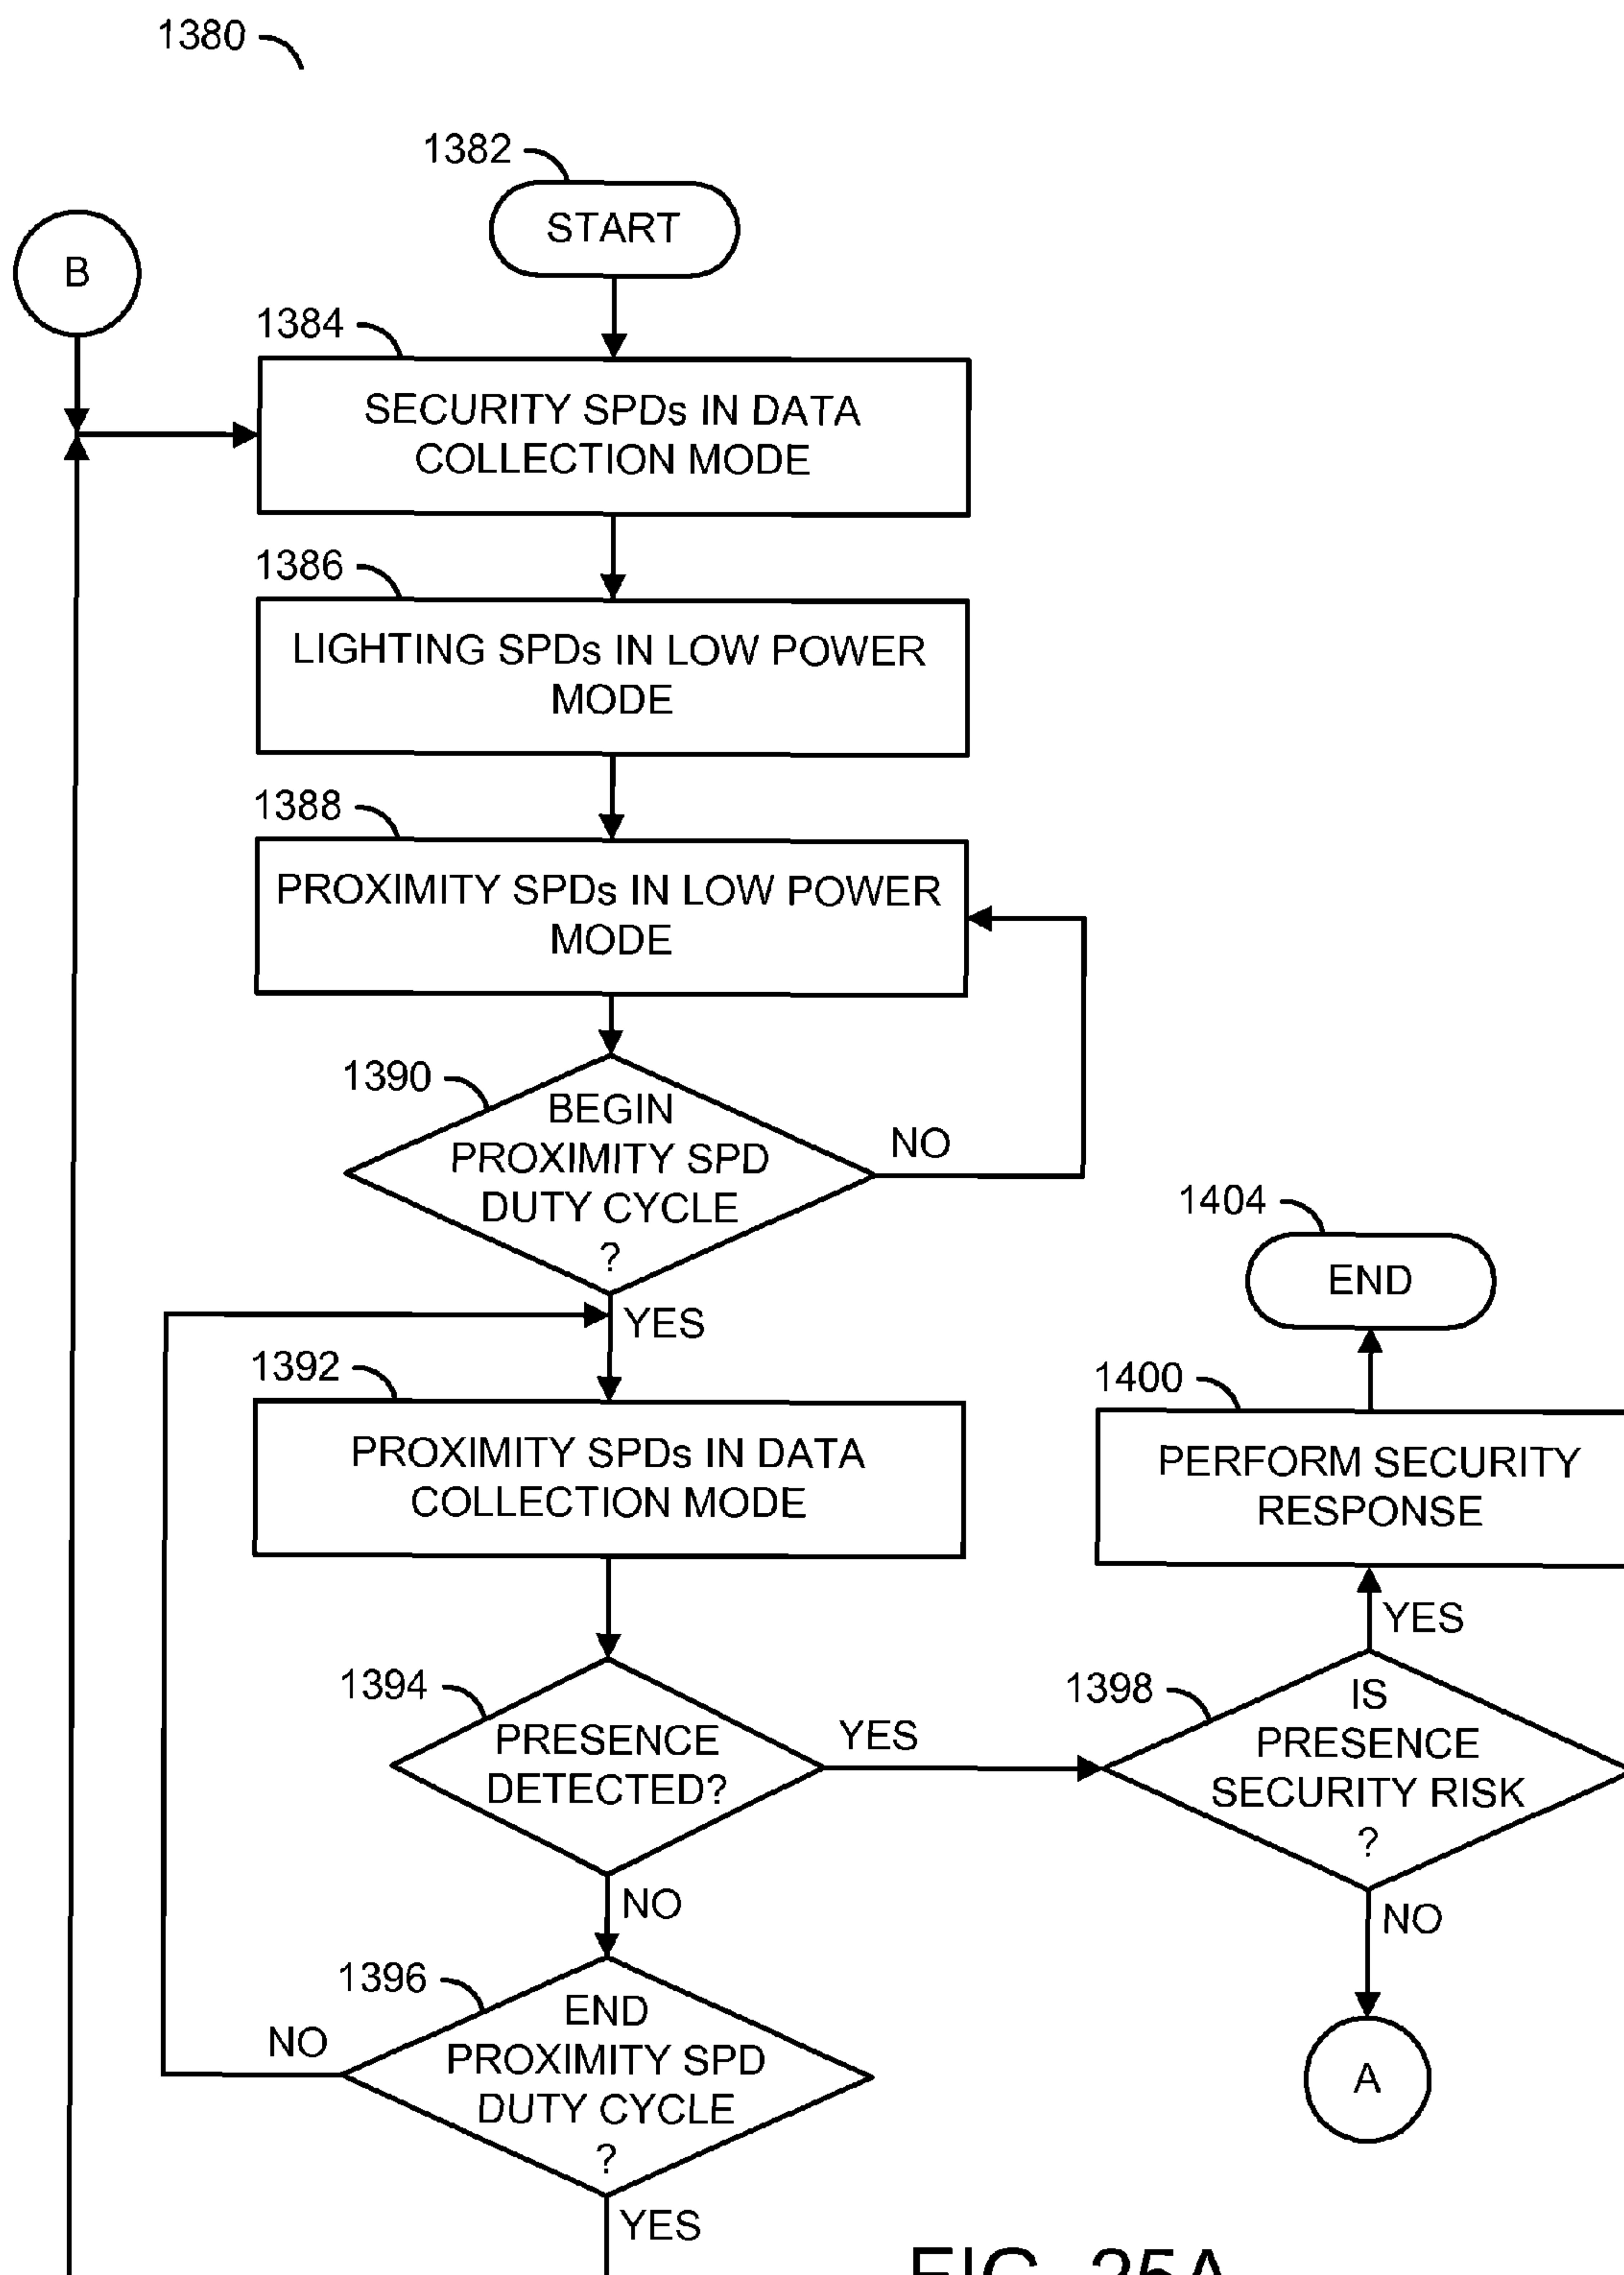 1380
1382
START
B
1384
SECURITY SPDs IN DATA
COLLECTION MODE
1386
LIGHTING SPDs IN LOW POWER
MODE
1388
PROXIMITY SPDs IN LOW POWER
MODE
1390
BEGIN
PROXIMITY SPD
DUTY CYCLE
?
NO
YES
1404
END
1392
PROXIMITY SPDs IN DATA
COLLECTION MODE
1400
PERFORM SECURITY
RESPONSE
YES
1394
PRESENCE
DETECTED?
YES
1398
IS
PRESENCE
SECURITY RISK
?
NO
NO
1396
END
PROXIMITY SPD
DUTY CYCLE
?
NO
A
YES
FIG. 25A